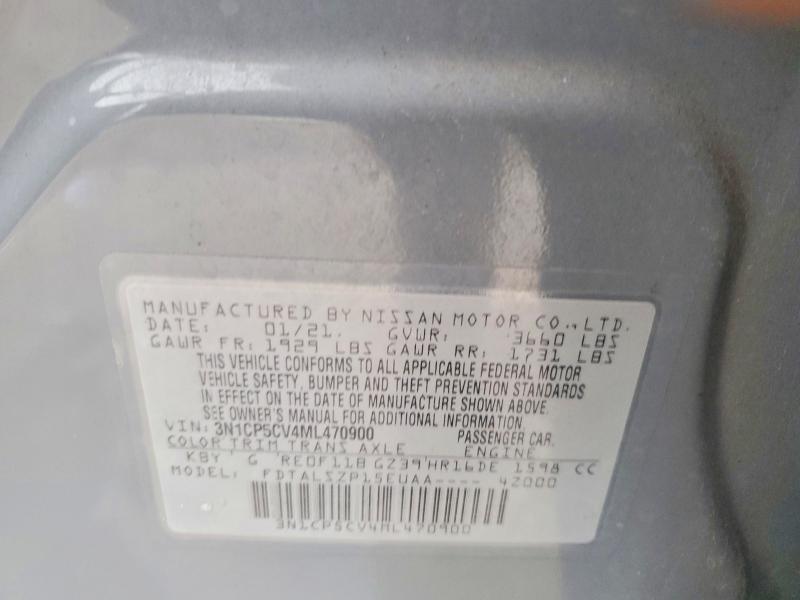 MANUFACTURED BY NISSAN MOTOR CO., LTD.
DATE: 01/21. GVWR: 3660 LBS
GAWR FR: 1929 LBS GAWR RR: 1731 LBS
THIS VEHICLE CONFORMS TO ALL APPLICABLE FEDERAL MOTOR
VEHICLE SAFETY, BUMPER AND THEFT PREVENTION STANDARDS
IN EFFECT ON THE DATE OF MANUFACTURE SHOWN ABOVE.
SEE OWNER'S MANUAL FOR ADDITIONAL INFORMATION.
VIN: 3N1CP5CV4ML470900 PASSENGER CAR.
COLOR TRIM TRANS AXLE ENGINE
KBY G RE0F11B GZ39 HR16DE 1598 CC
MODEL: FDTALSZP15EUAA---- 42000
3N1CP5CV4ML470900